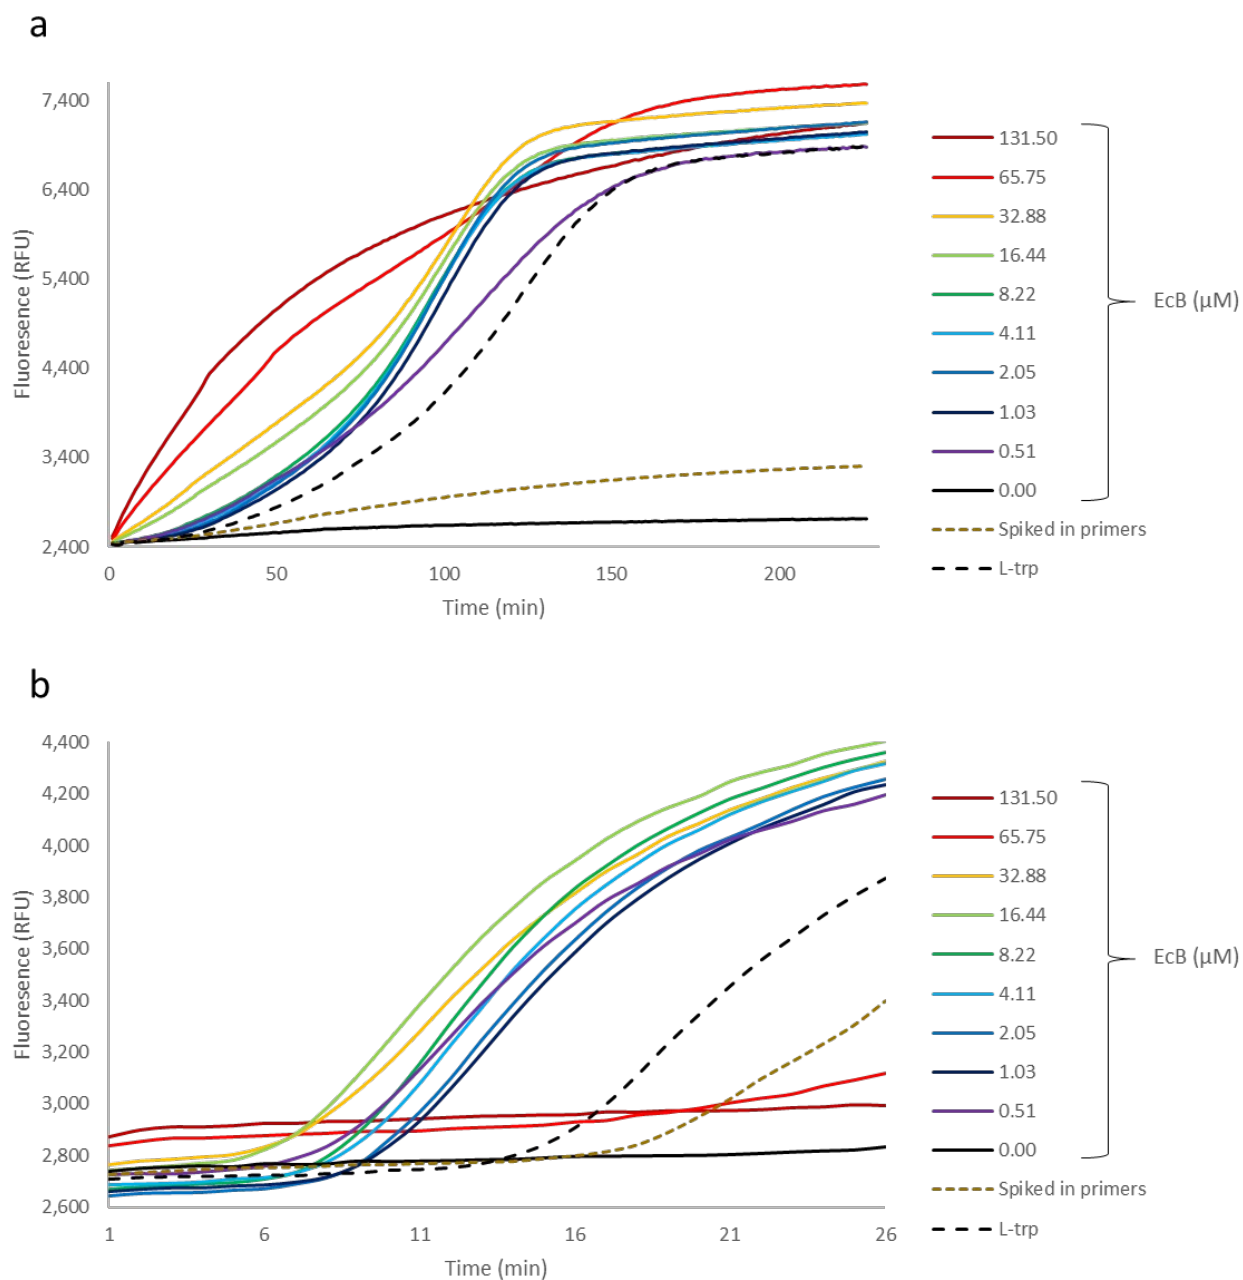 a
7,400
6,400
5,400
4,400
3,400
2,400
Fluoresence (RFU)
0 50 100 150 200
Time (min)
131.50
65.75
32.88
16.44
8.22
4.11
2.05
1.03
0.51
0.00
Spiked in primers
L-trp
EcB (μM)
b
4,400
4,200
4,000
3,800
3,600
3,400
3,200
3,000
2,800
2,600
Fluoresence (RFU)
1 6 11 16 21 26
Time (min)
131.50
65.75
32.88
16.44
8.22
4.11
2.05
1.03
0.51
0.00
Spiked in primers
L-trp
EcB (μM)